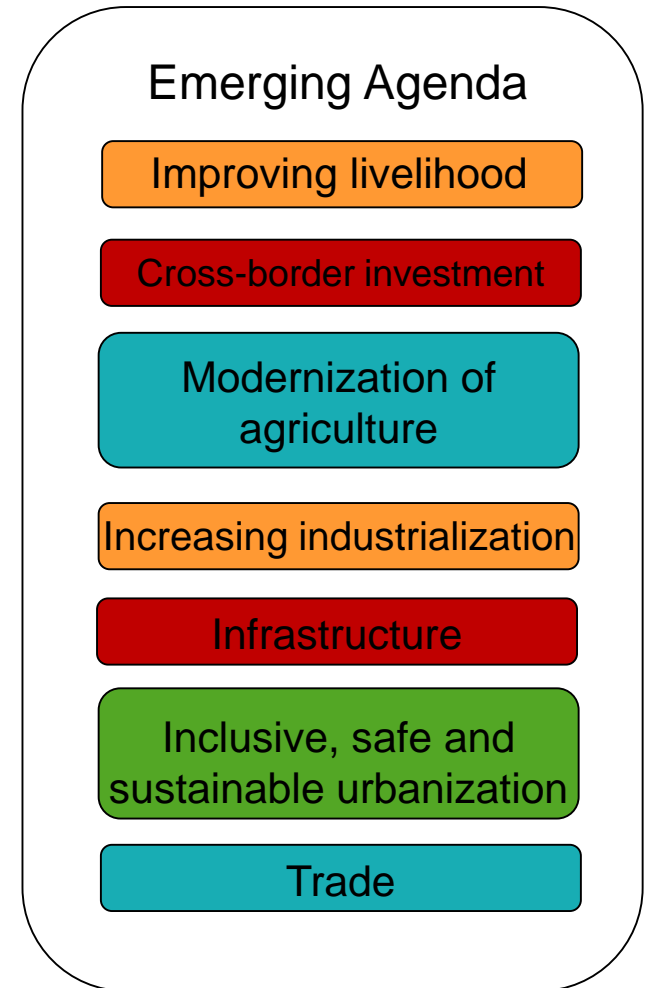 Emerging Agenda
Improving livelihood
Cross-border investment
Modernization of
agriculture
Increasing industrialization
Infrastructure
Inclusive, safe and
sustainable urbanization
Trade